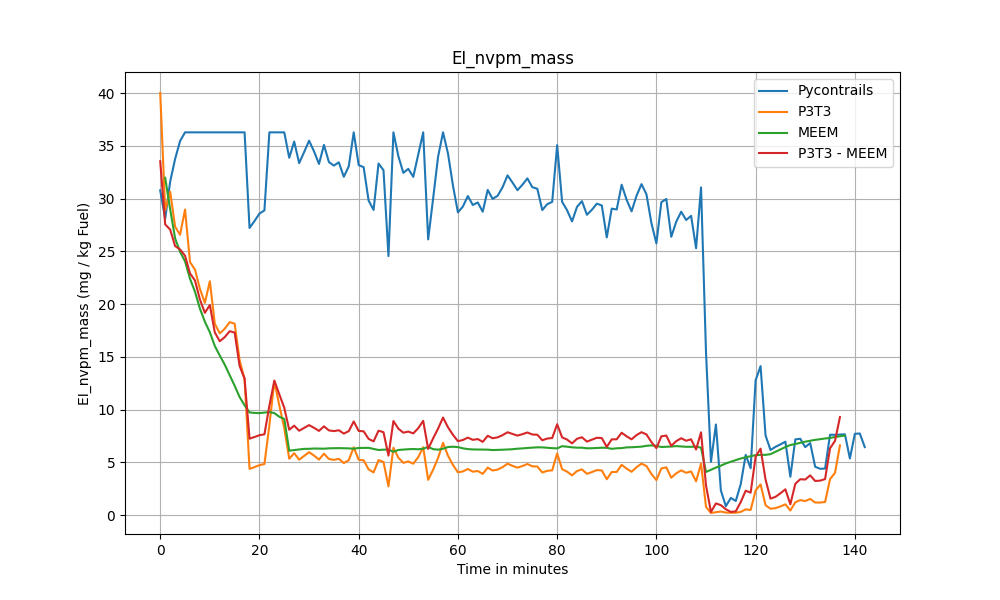 EI_nvpm_mass
Pycontrails
P3T3
MEEM
P3T3 - MEEM
EI_nvpm_mass (mg / kg Fuel)
40
35
30
25
20
15
10
5
0
0 20 40 60 80 100 120 140
Time in minutes